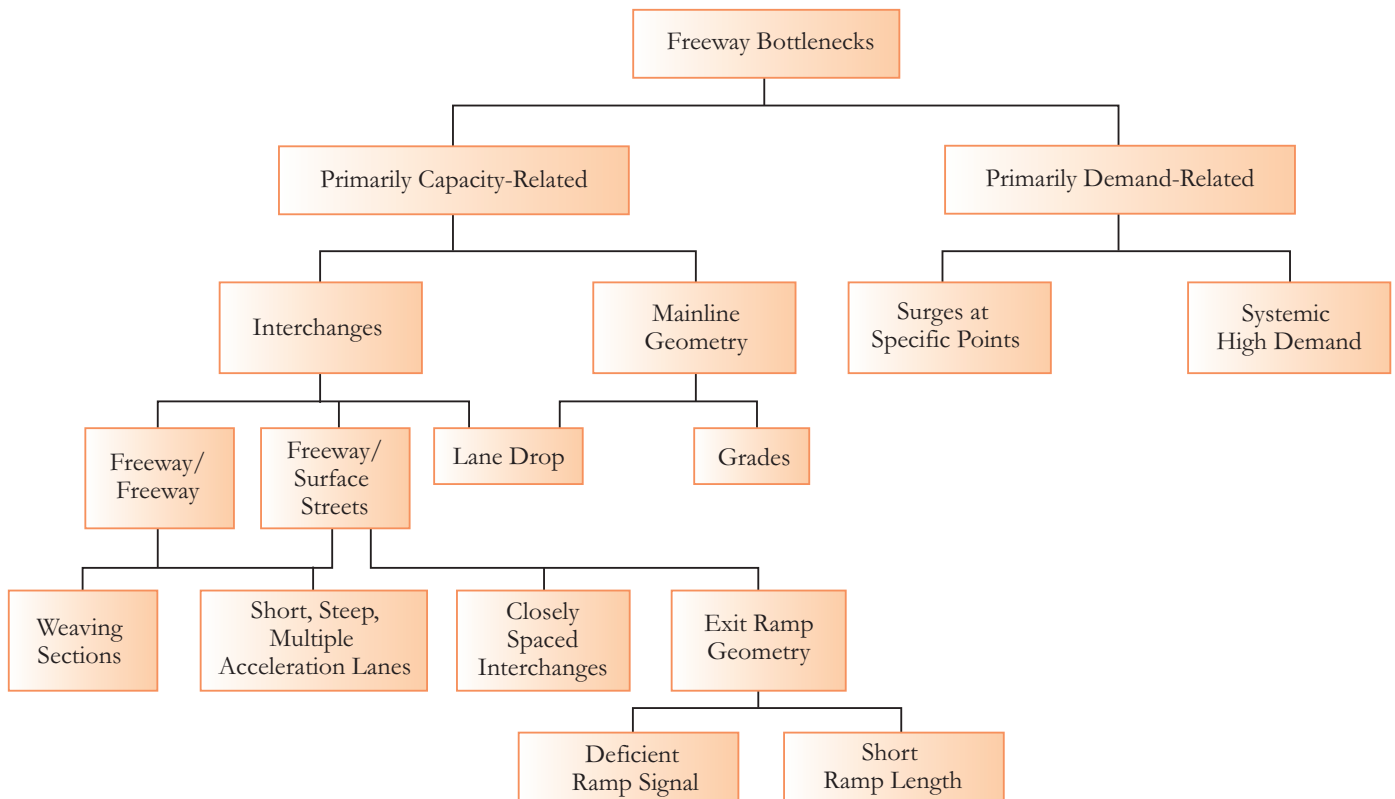 Freeway Bottlenecks
Primarily Capacity-Related
Primarily Demand-Related
Interchanges
Mainline
Geometry
Surges at
Specific Points
Systemic
High Demand
Freeway/
Freeway
Freeway/
Surface
Streets
Lane Drop
Grades
Weaving
Sections
Short, Steep,
Multiple
Acceleration Lanes
Closely
Spaced
Interchanges
Exit Ramp
Geometry
Deficient
Ramp Signal
Short
Ramp Length